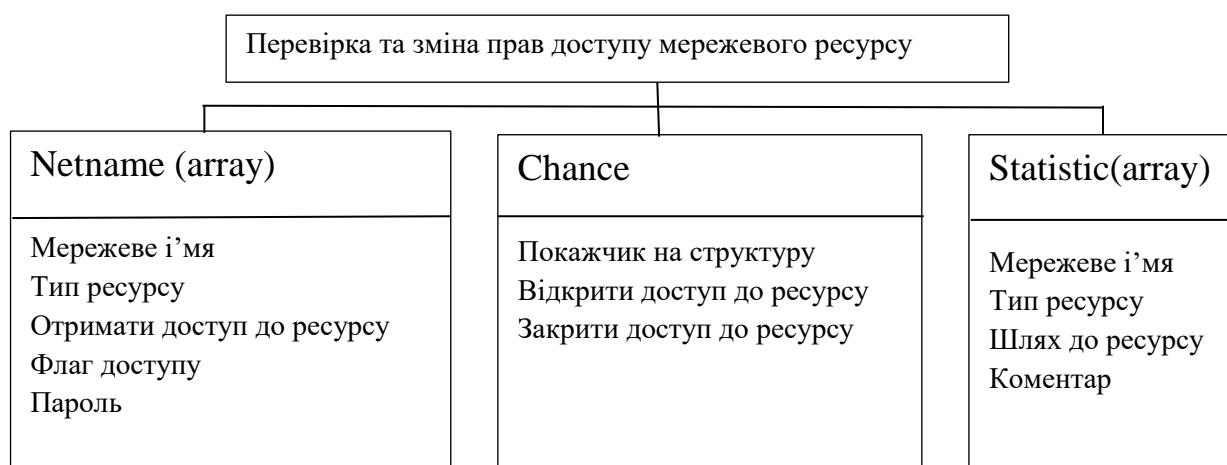 Перевірка та зміна прав доступу мережевого ресурсу
Netname (array)
Мережеве і’мя
Тип ресурсу
Отримати доступ до ресурсу
Флаг доступу
Пароль
Chance
Покажчик на структуру
Відкрити доступ до ресурсу
Закрити доступ до ресурсу
Statistic(array)
Мережеве і’мя
Тип ресурсу
Шлях до ресурсу
Коментар